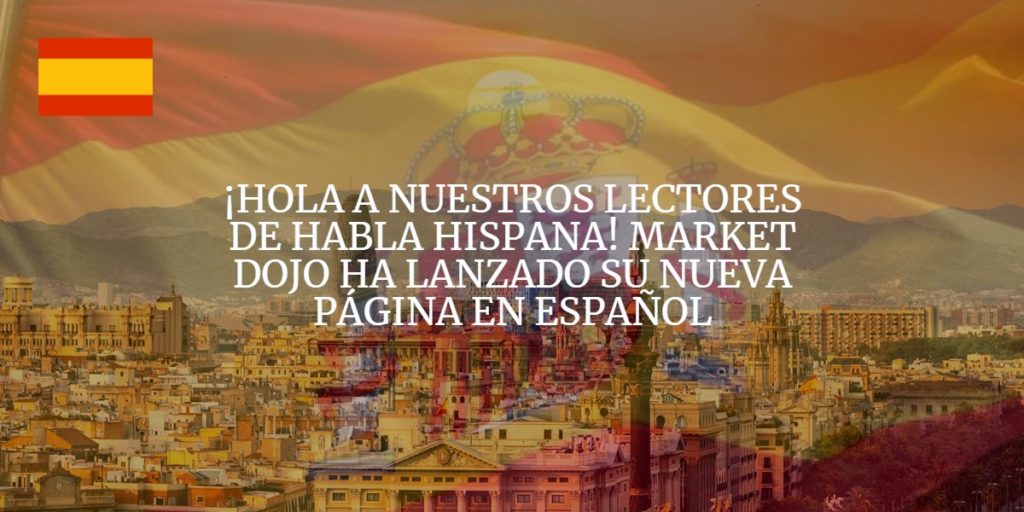 ¡HOLA A NUESTROS LECTORES
DE HABLA HISPANA! MARKET
DOJO HA LANZADO SU NUEVA
PÁGINA EN ESPAÑOL